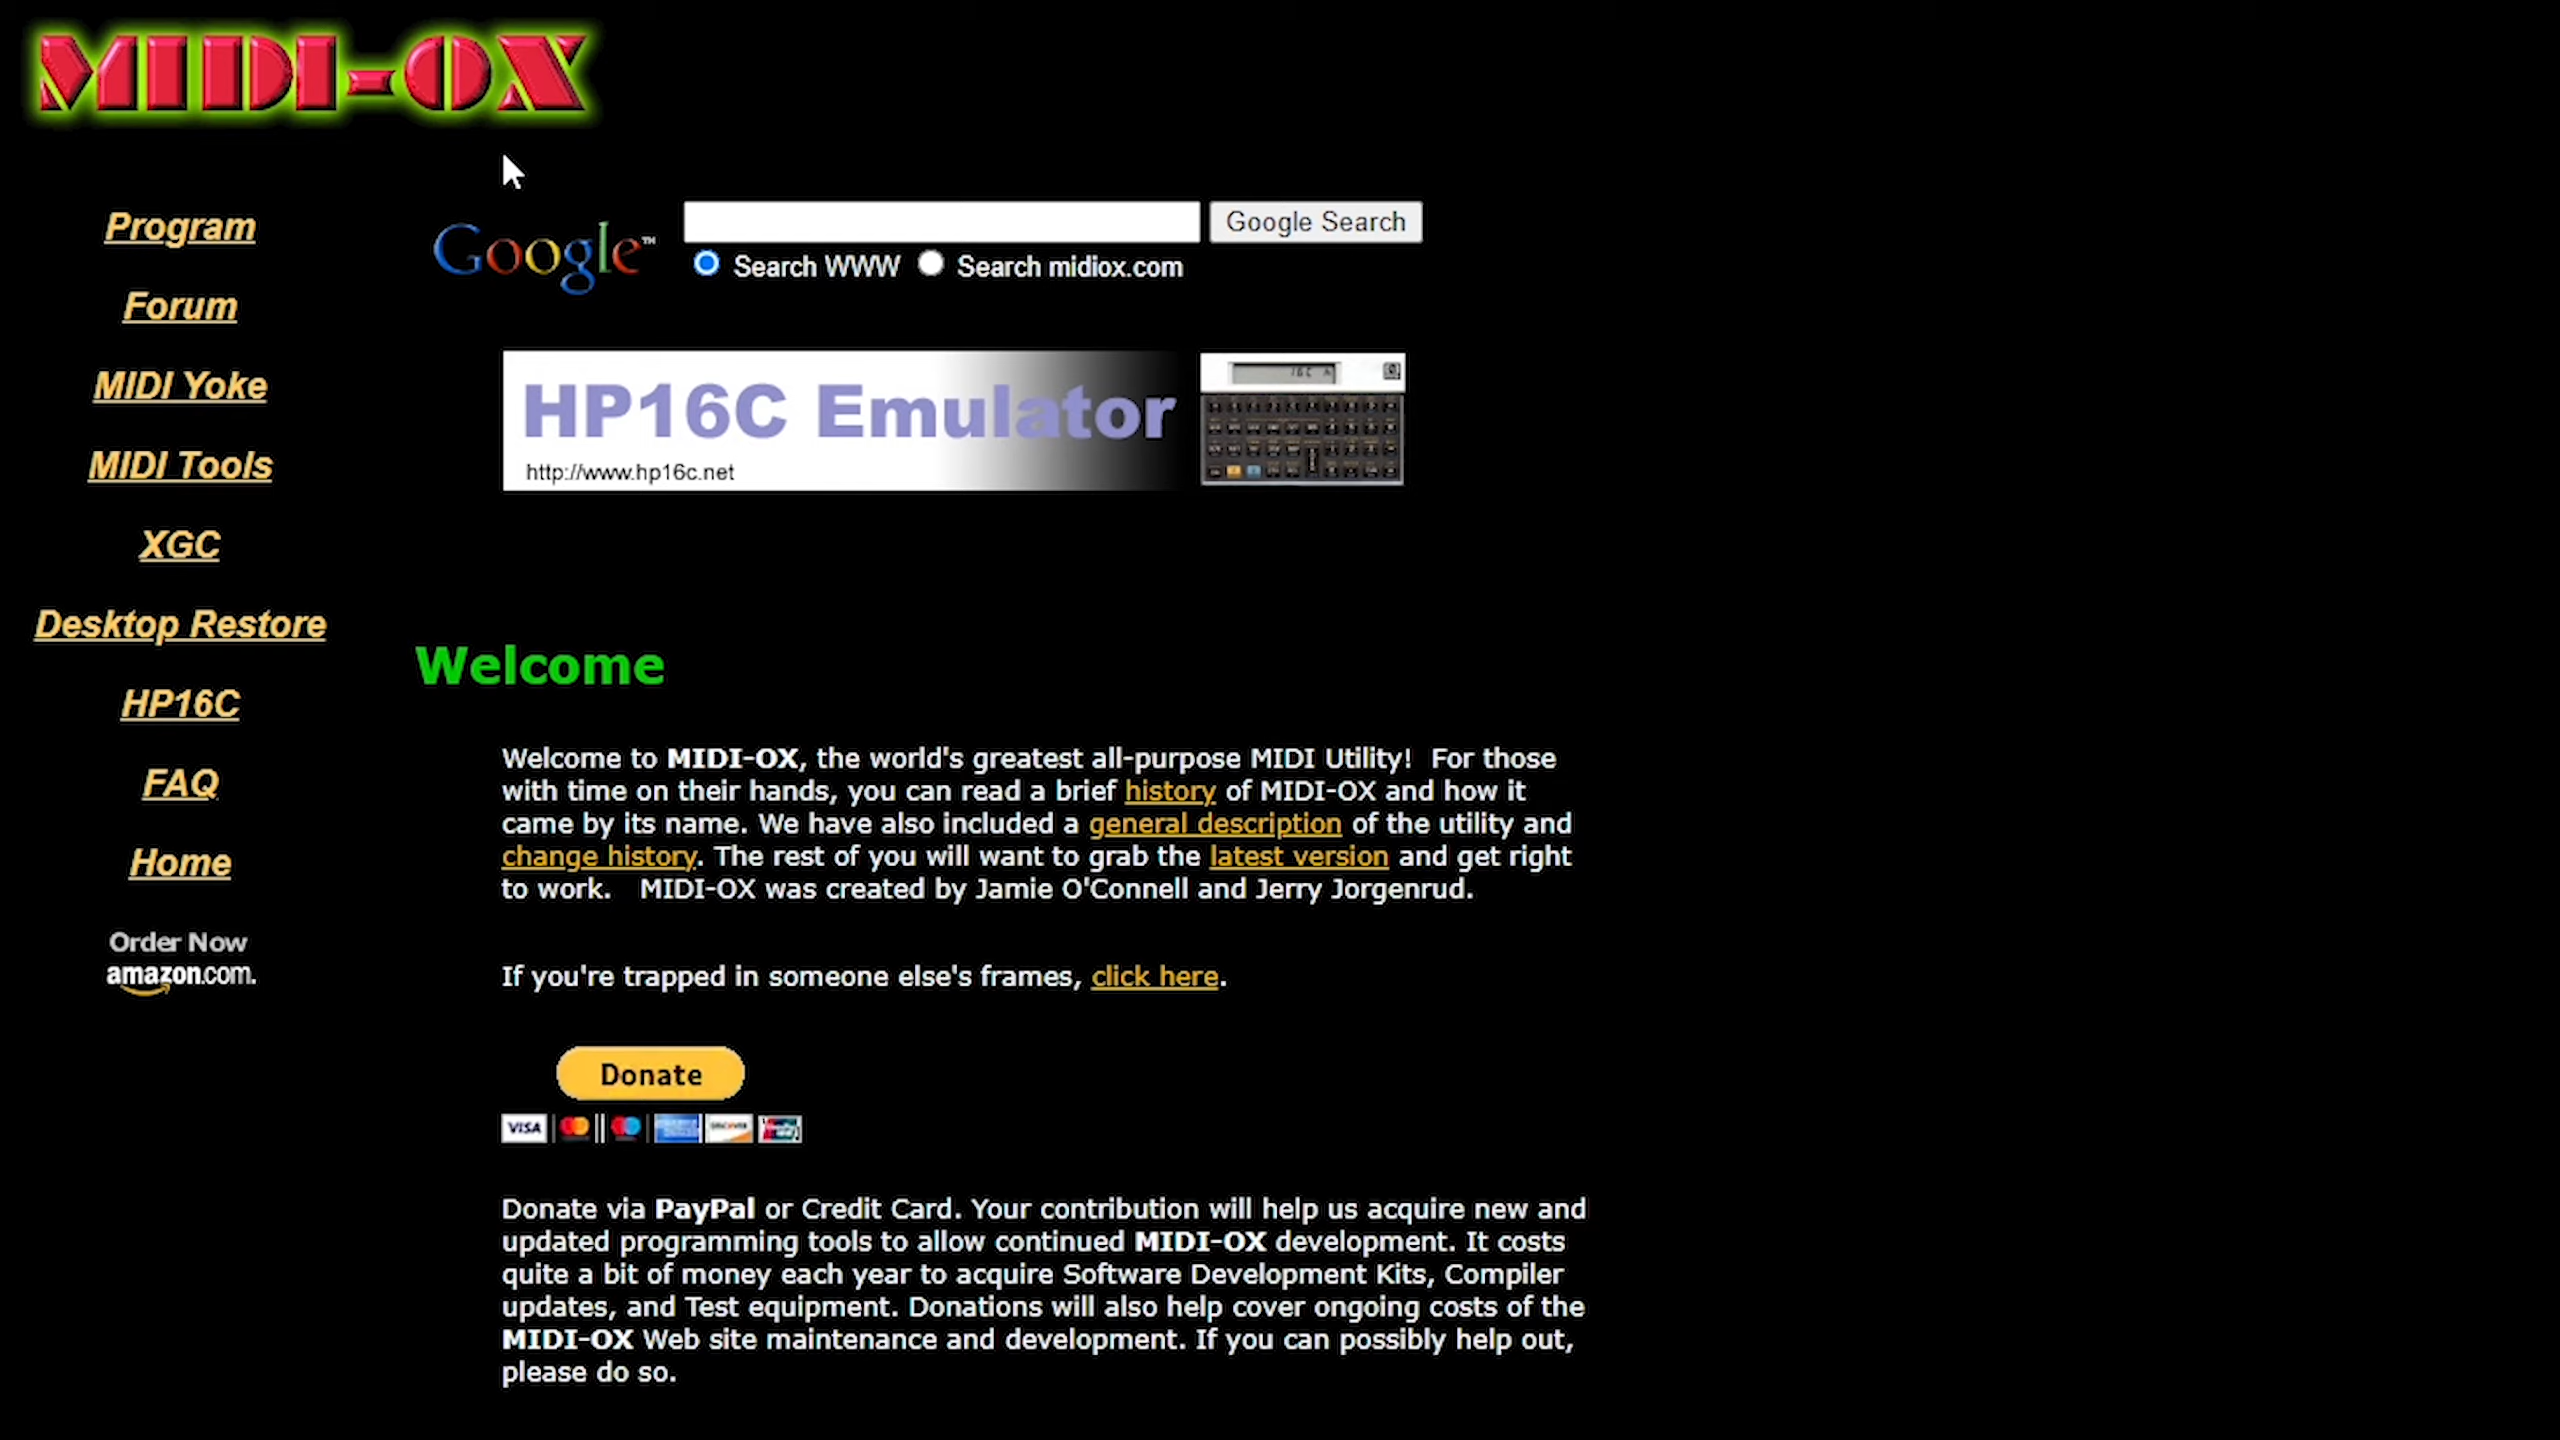 MIDI-OX
Program
Forum
MIDI Yoke
MIDI Tools
XGC
Desktop Restore
HP16C
FAQ
Home
Order Now
amazon.com.
Google™
Google Search
Search WWW Search midiox.com
HP16C Emulator
http://www.hp16c.net
Welcome
Welcome to MIDI-OX, the world's greatest all-purpose MIDI Utility!  For those
with time on their hands, you can read a brief history of MIDI-OX and how it
came by its name. We have also included a general description of the utility and
change history. The rest of you will want to grab the latest version and get right
to work.   MIDI-OX was created by Jamie O'Connell and Jerry Jorgenrud.
If you're trapped in someone else's frames, click here.
Donate
VISA DISCOVER
Donate via PayPal or Credit Card. Your contribution will help us acquire new and
updated programming tools to allow continued MIDI-OX development. It costs
quite a bit of money each year to acquire Software Development Kits, Compiler
updates, and Test equipment. Donations will also help cover ongoing costs of the
MIDI-OX Web site maintenance and development. If you can possibly help out,
please do so.